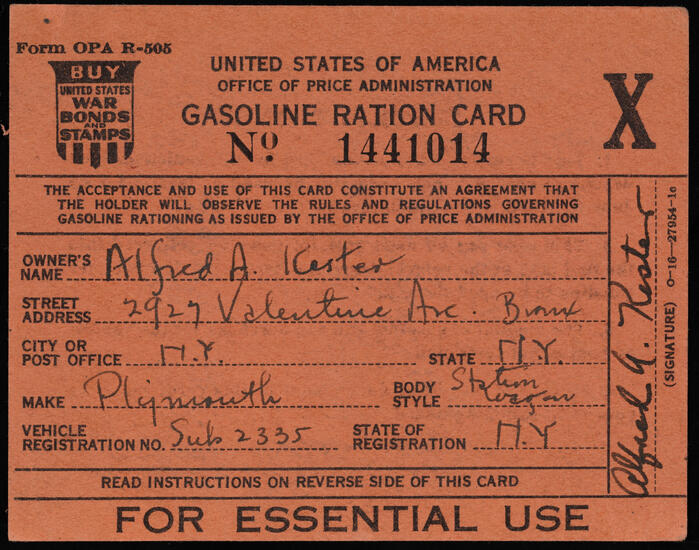 Form OPA R-505
BUY
UNITED STATES
WAR
BONDS
AND
STAMPS
UNITED STATES OF AMERICA
OFFICE OF PRICE ADMINISTRATION
GASOLINE RATION CARD
No 1441014
X
THE ACCEPTANCE AND USE OF THIS CARD CONSTITUTE AN AGREEMENT THAT
THE HOLDER WILL OBSERVE THE RULES AND REGULATIONS GOVERNING
GASOLINE RATIONING AS ISSUED BY THE OFFICE OF PRICE ADMINISTRATION
OWNER'S
NAME Alfred A. Kester
STREET
ADDRESS 2927 Valentine Ave. Bronx
CITY OR
POST OFFICE N.Y. STATE N.Y.
MAKE Plymouth BODY STYLE Station Wagon
VEHICLE
REGISTRATION NO. Sub 2335 STATE OF REGISTRATION N.Y
READ INSTRUCTIONS ON REVERSE SIDE OF THIS CARD
FOR ESSENTIAL USE
Alfred A. Kester
(SIGNATURE) O-16-27954-1c